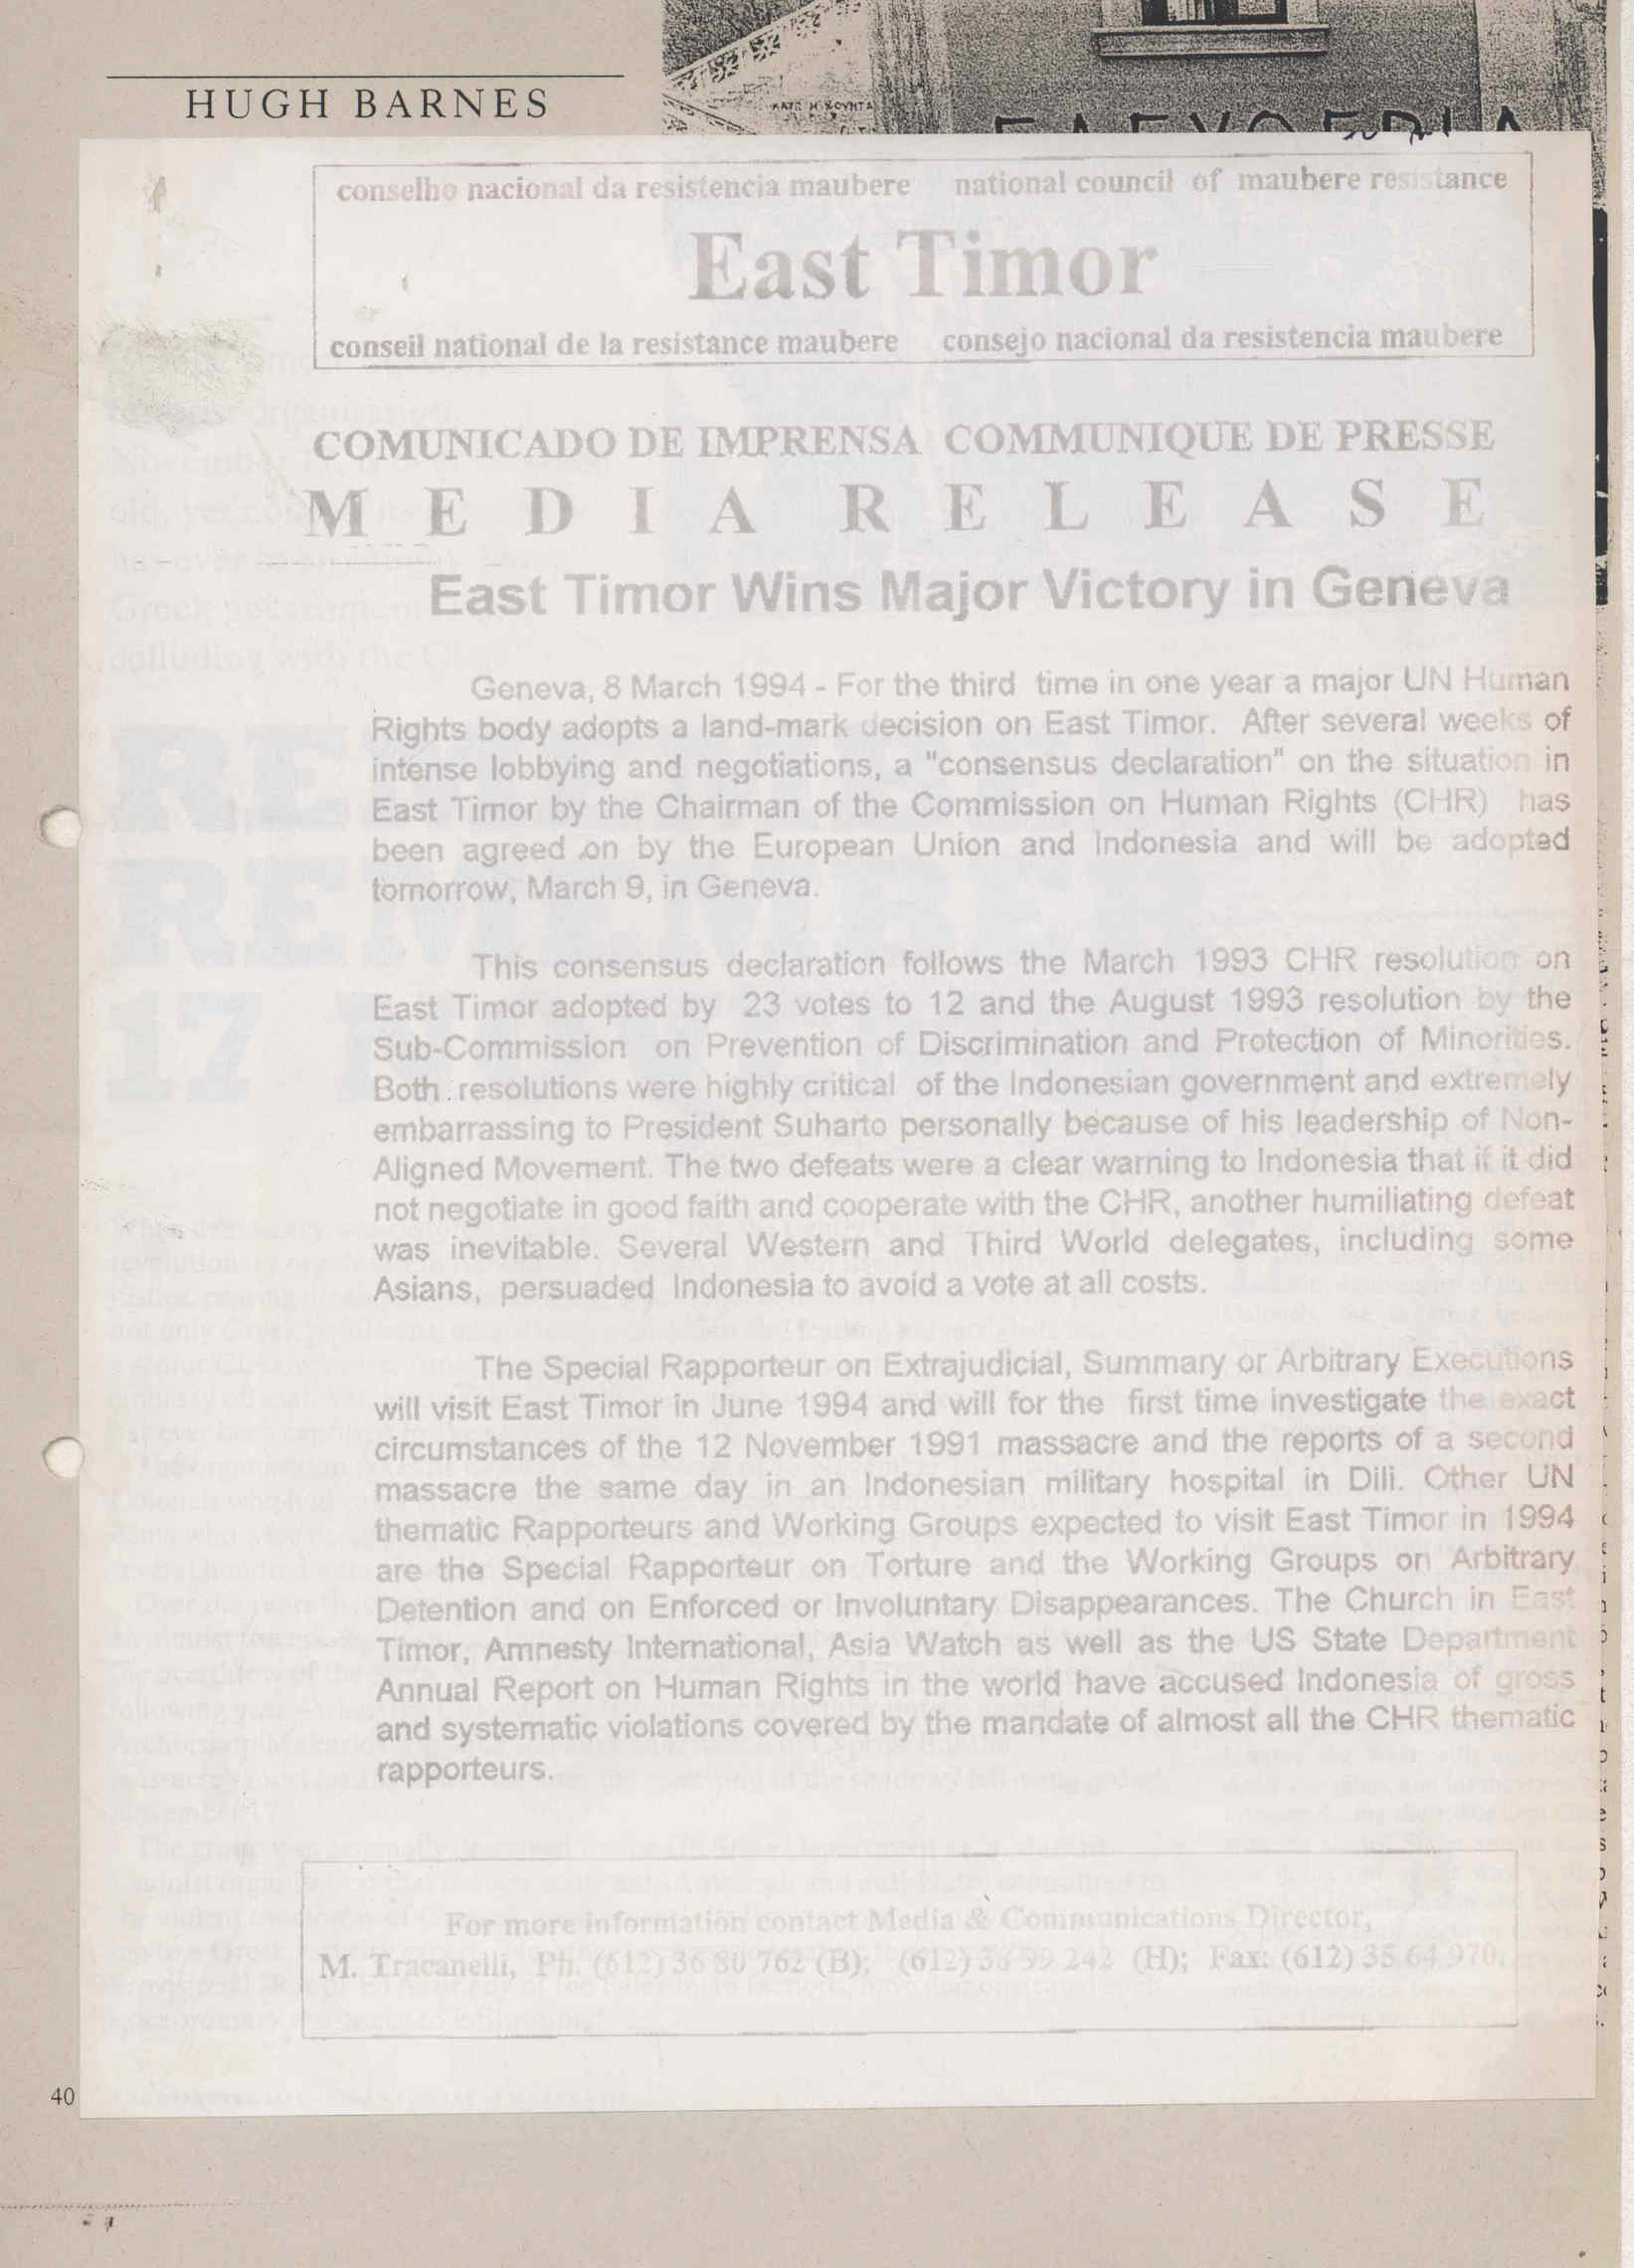 HUGH BARNES
conselho nacional da resistencia maubere national council of maubere resistance
East Timor
conseil national de la resistance maubere consejo nacional da resistencia maubere
COMUNICADO DE IMPRENSA COMMUNIQUE DE PRESSE
M E D I A R E L E A S E
East Timor Wins Major Victory in Geneva
Geneva, 8 March 1994 - For the third time in one year a major UN Human
Rights body adopts a land-mark decision on East Timor. After several weeks of
intense lobbying and negotiations, a "consensus declaration" on the situation in
East Timor by the Chairman of the Commission on Human Rights (CHR) has
been agreed on by the European Union and Indonesia and will be adopted
tomorrow, March 9, in Geneva.
This consensus declaration follows the March 1993 CHR resolution on
East Timor adopted by 23 votes to 12 and the August 1993 resolution by the
Sub-Commission on Prevention of Discrimination and Protection of Minorities.
Both resolutions were highly critical of the Indonesian government and extremely
embarrassing to President Suharto personally because of his leadership of Non-
Aligned Movement. The two defeats were a clear warning to Indonesia that if it did
not negotiate in good faith and cooperate with the CHR, another humiliating defeat
was inevitable. Several Western and Third World delegates, including some
Asians, persuaded Indonesia to avoid a vote at all costs.
The Special Rapporteur on Extrajudicial, Summary or Arbitrary Executions
will visit East Timor in June 1994 and will for the first time investigate the exact
circumstances of the 12 November 1991 massacre and the reports of a second
massacre the same day in an Indonesian military hospital in Dili. Other UN
thematic Rapporteurs and Working Groups expected to visit East Timor in 1994
are the Special Rapporteur on Torture and the Working Groups on Arbitrary
Detention and on Enforced or Involuntary Disappearances. The Church in East
Timor, Amnesty International, Asia Watch as well as the US State Department
Annual Report on Human Rights in the world have accused Indonesia of gross
and systematic violations covered by the mandate of almost all the CHR thematic
rapporteurs.
For more information contact Media & Communications Director,
M. Tracanelli, Ph. (612) 36 80 762 (B); (612) 36 99 242 (H); Fax: (612) 35 64 970.
40